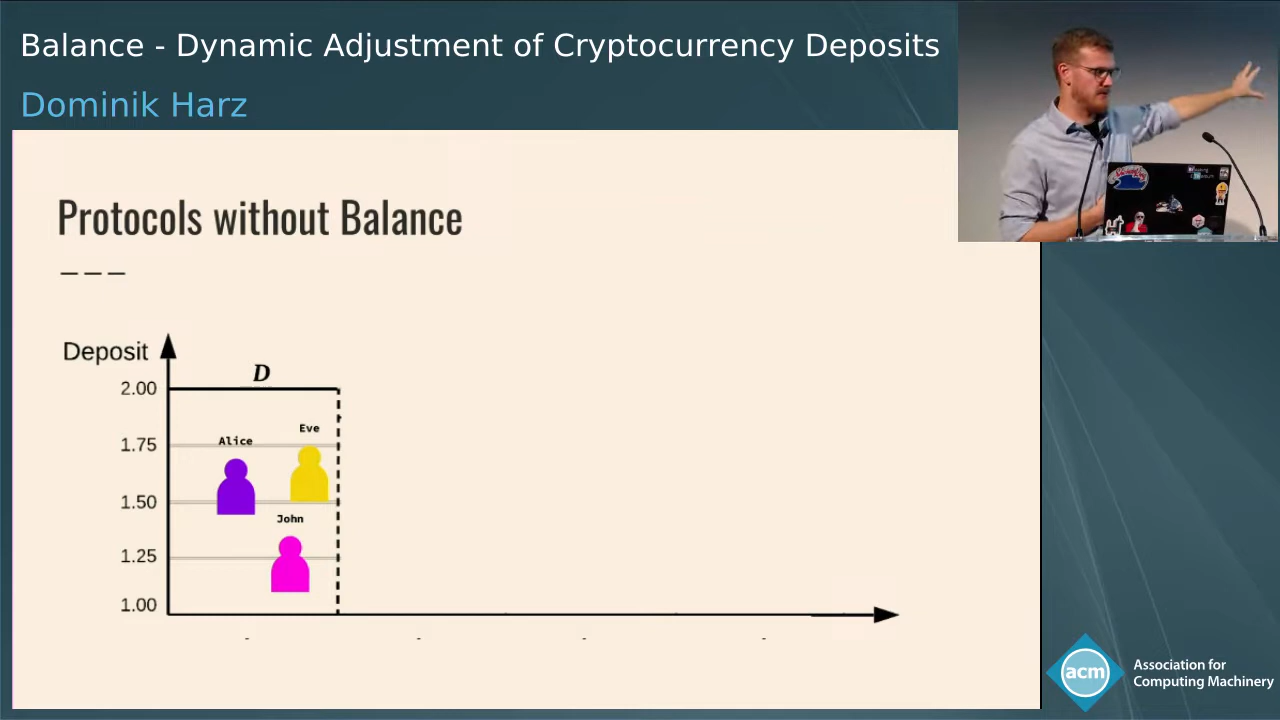 Balance - Dynamic Adjustment of Cryptocurrency Deposits
Dominik Harz
Protocols without Balance
Deposit
D
2.00
Eve
Alice
1.75
1.50
John
1.25
1.00
acm
Association for
Computing Machinery